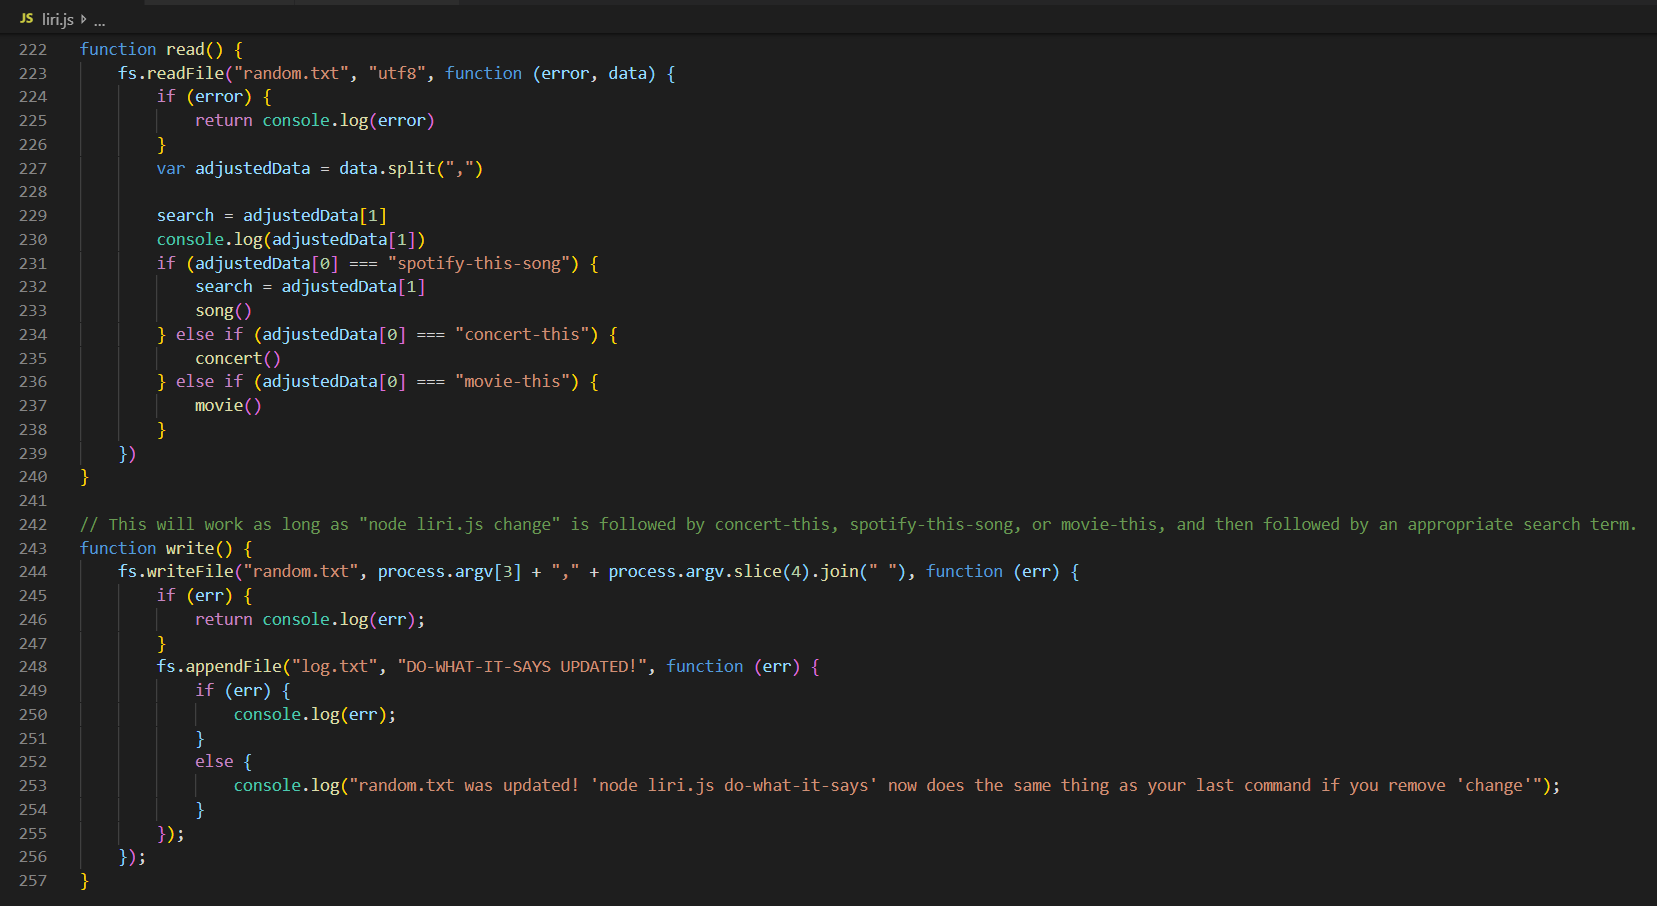 JS liri.js ▸ ...
222 function read() {
223     fs.readFile("random.txt", "utf8", function (error, data) {
224         if (error) {
225             return console.log(error)
226         }
227         var adjustedData = data.split(",")
228
229         search = adjustedData[1]
230         console.log(adjustedData[1])
231         if (adjustedData[0] === "spotify-this-song") {
232             search = adjustedData[1]
233             song()
234         } else if (adjustedData[0] === "concert-this") {
235             concert()
236         } else if (adjustedData[0] === "movie-this") {
237             movie()
238         }
239     })
240 }
241
242 // This will work as long as "node liri.js change" is followed by concert-this, spotify-this-song, or movie-this, and then followed by an appropriate search term.
243 function write() {
244     fs.writeFile("random.txt", process.argv[3] + "," + process.argv.slice(4).join(" "), function (err) {
245         if (err) {
246             return console.log(err);
247         }
248         fs.appendFile("log.txt", "DO-WHAT-IT-SAYS UPDATED!", function (err) {
249             if (err) {
250                 console.log(err);
251             }
252             else {
253                 console.log("random.txt was updated! 'node liri.js do-what-it-says' now does the same thing as your last command if you remove 'change'");
254             }
255         });
256     });
257 }